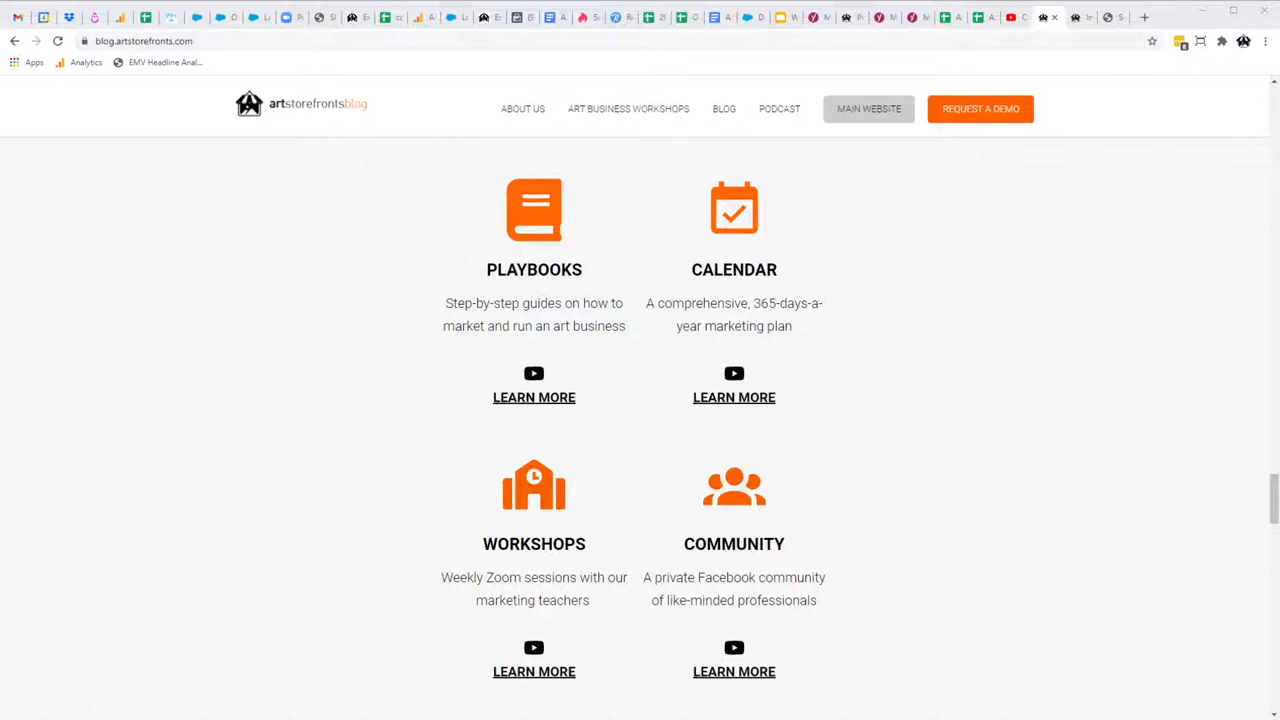 blog.artstorefronts.com
Apps
Analytics
EMV Headline Anal...
artstorefrontsblog
ABOUT US
ART BUSINESS WORKSHOPS
BLOG
PODCAST
MAIN WEBSITE
REQUEST A DEMO
PLAYBOOKS
Step-by-step guides on how to
market and run an art business
LEARN MORE
CALENDAR
A comprehensive, 365-days-a-
year marketing plan
LEARN MORE
WORKSHOPS
Weekly Zoom sessions with our
marketing teachers
LEARN MORE
COMMUNITY
A private Facebook community
of like-minded professionals
LEARN MORE